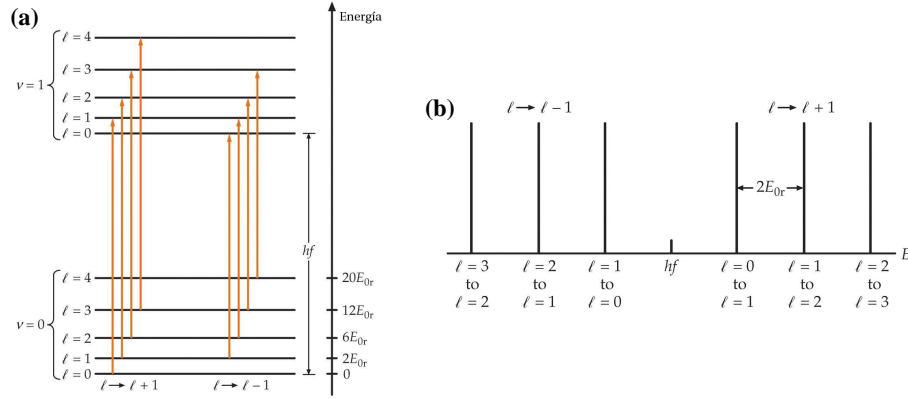 (a)
Energía
ℓ = 4
ℓ = 3
ν = 1
ℓ = 2
ℓ = 1
ℓ = 0
hf
ℓ = 4
20E0r
ℓ = 3
12E0r
ν = 0
ℓ = 2
6E0r
ℓ = 1
2E0r
ℓ = 0
0
ℓ → ℓ + 1
ℓ → ℓ − 1
(b)
ℓ → ℓ − 1
ℓ → ℓ + 1
2E0r
E
ℓ = 3 ℓ = 2 ℓ = 1 hf ℓ = 0 ℓ = 1 ℓ = 2
to to to to to to
ℓ = 2 ℓ = 1 ℓ = 0 ℓ = 1 ℓ = 2 ℓ = 3